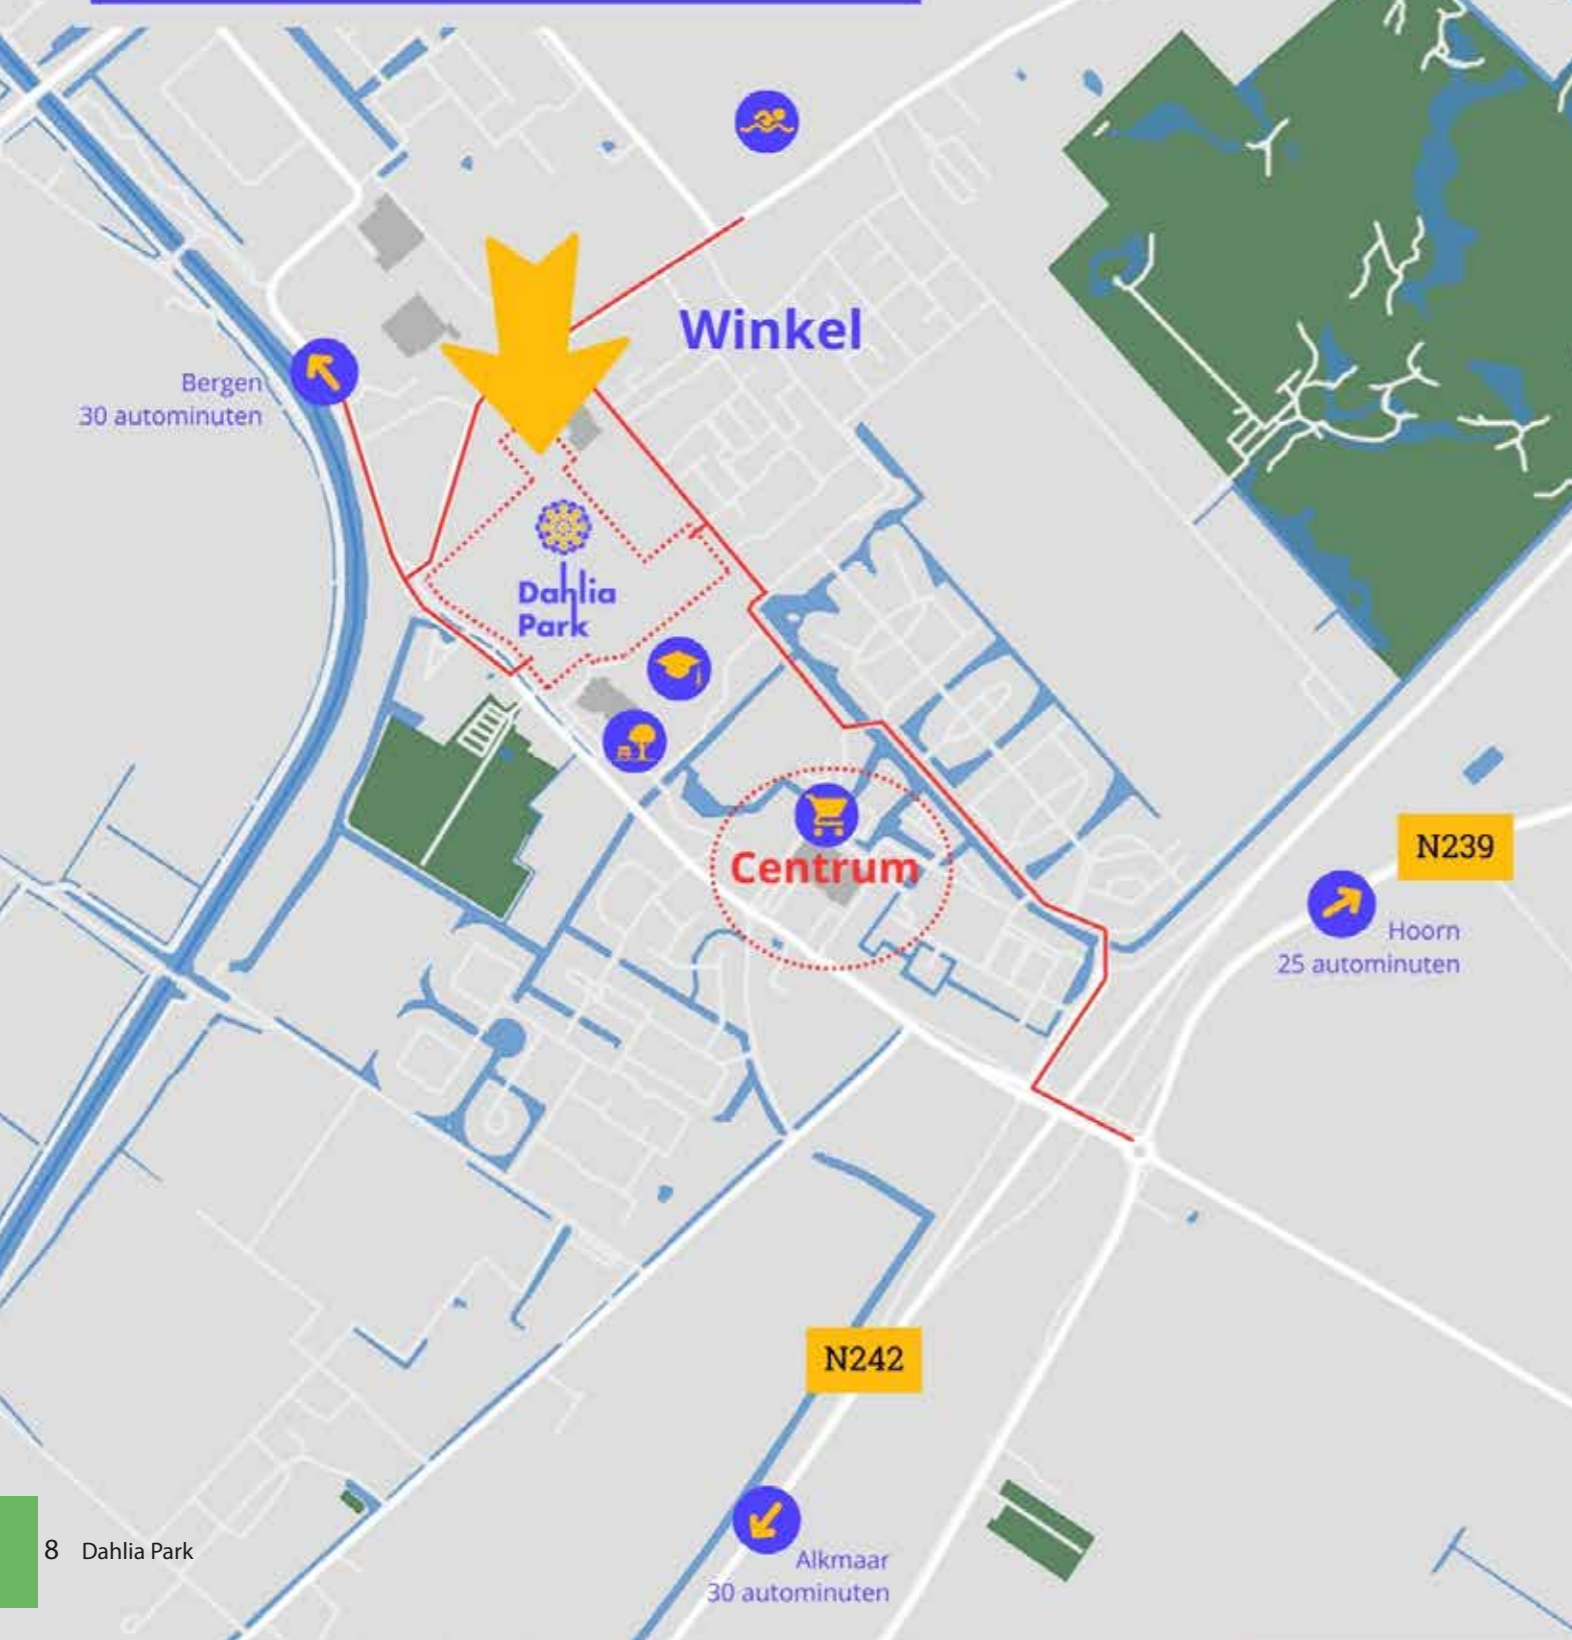 Winkel
Bergen
30 autominuten
Dahlia
Park
Centrum
N239
Hoorn
25 autominuten
N242
Alkmaar
30 autominuten
8 Dahlia Park